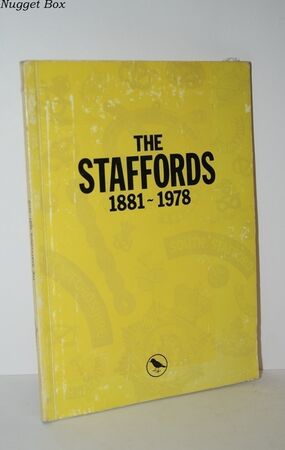 Nugget Box
THE
STAFFORDS
1881~1978